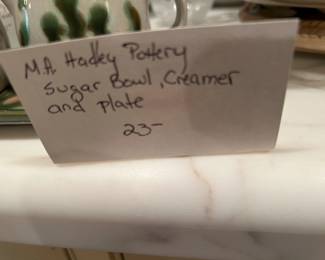 M.A. Hadley Pottery
Sugar Bowl, Creamer
and plate
23-